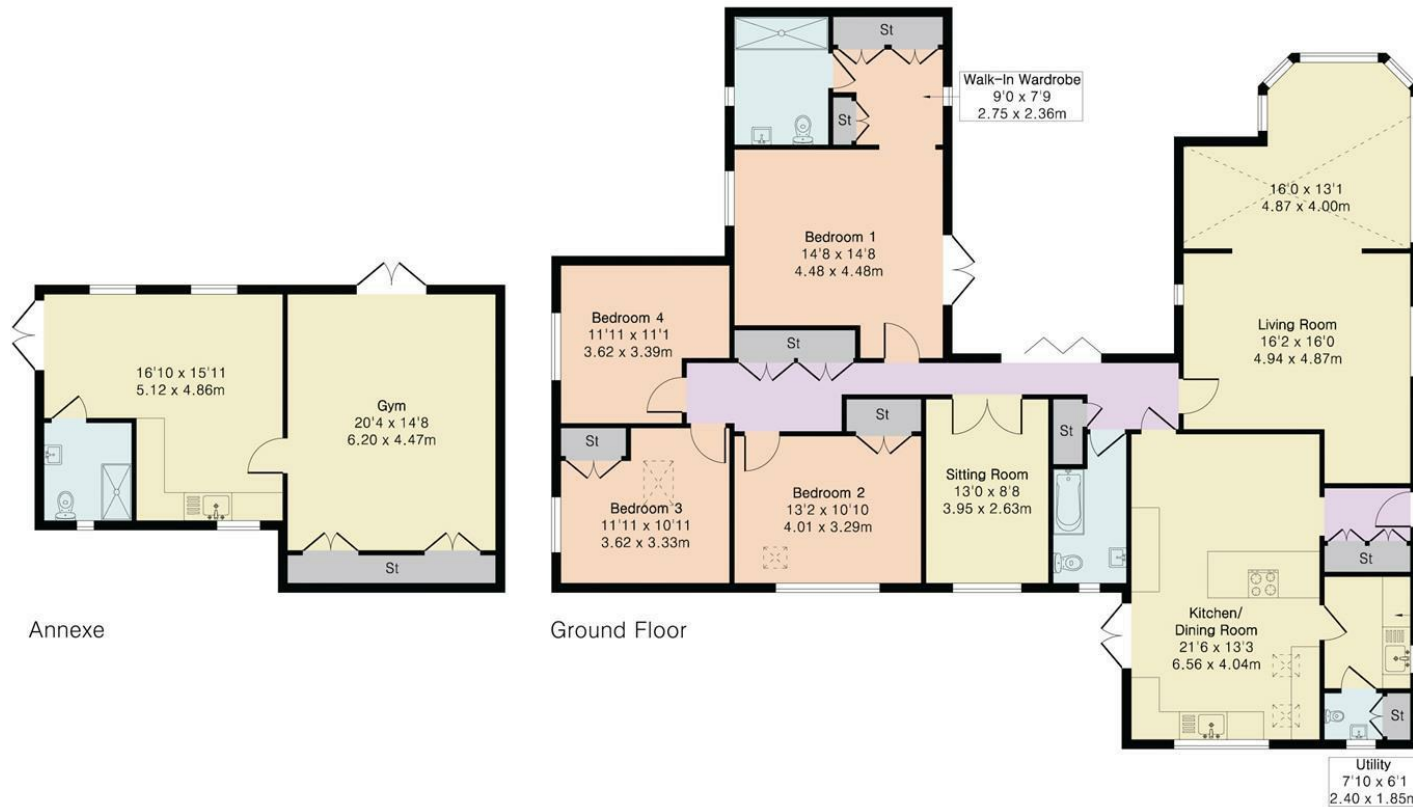 St
Walk-In Wardrobe
9'0 x 7'9
2.75 x 2.36m
St
16'0 x 13'1
4.87 x 4.00m
Bedroom 1
14'8 x 14'8
4.48 x 4.48m
Bedroom 4
11'11 x 11'1
3.62 x 3.39m
St
Living Room
16'2 x 16'0
4.94 x 4.87m
16'10 x 15'11
5.12 x 4.86m
Gym
20'4 x 14'8
6.20 x 4.47m
St
St
St
St
Bedroom 3
11'11 x 10'11
3.62 x 3.33m
Bedroom 2
13'2 x 10'10
4.01 x 3.29m
Sitting Room
13'0 x 8'8
3.95 x 2.63m
St
St
Kitchen/
Dining Room
21'6 x 13'3
6.56 x 4.04m
St
Annexe
Ground Floor
Utility
7'10 x 6'1
2.40 x 1.85m